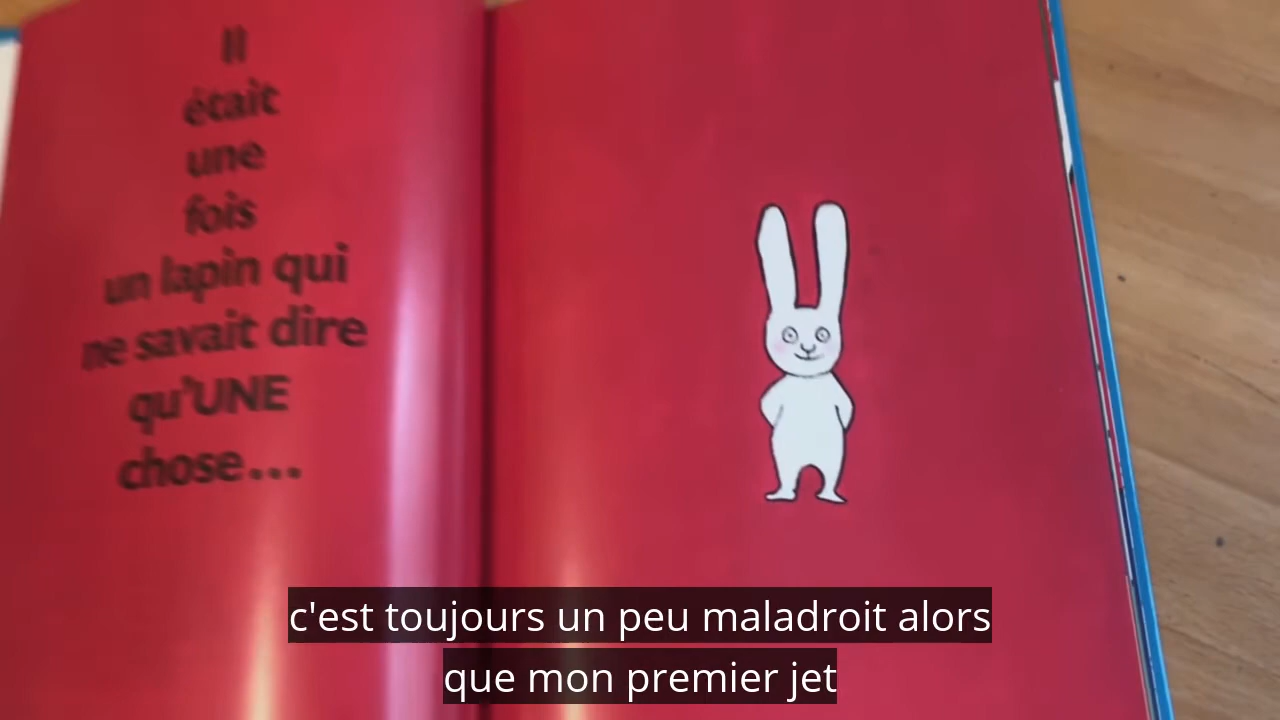 Il
était
une
fois
un lapin qui
ne savait dire
qu'UNE
chose...
c'est toujours un peu maladroit alors
que mon premier jet